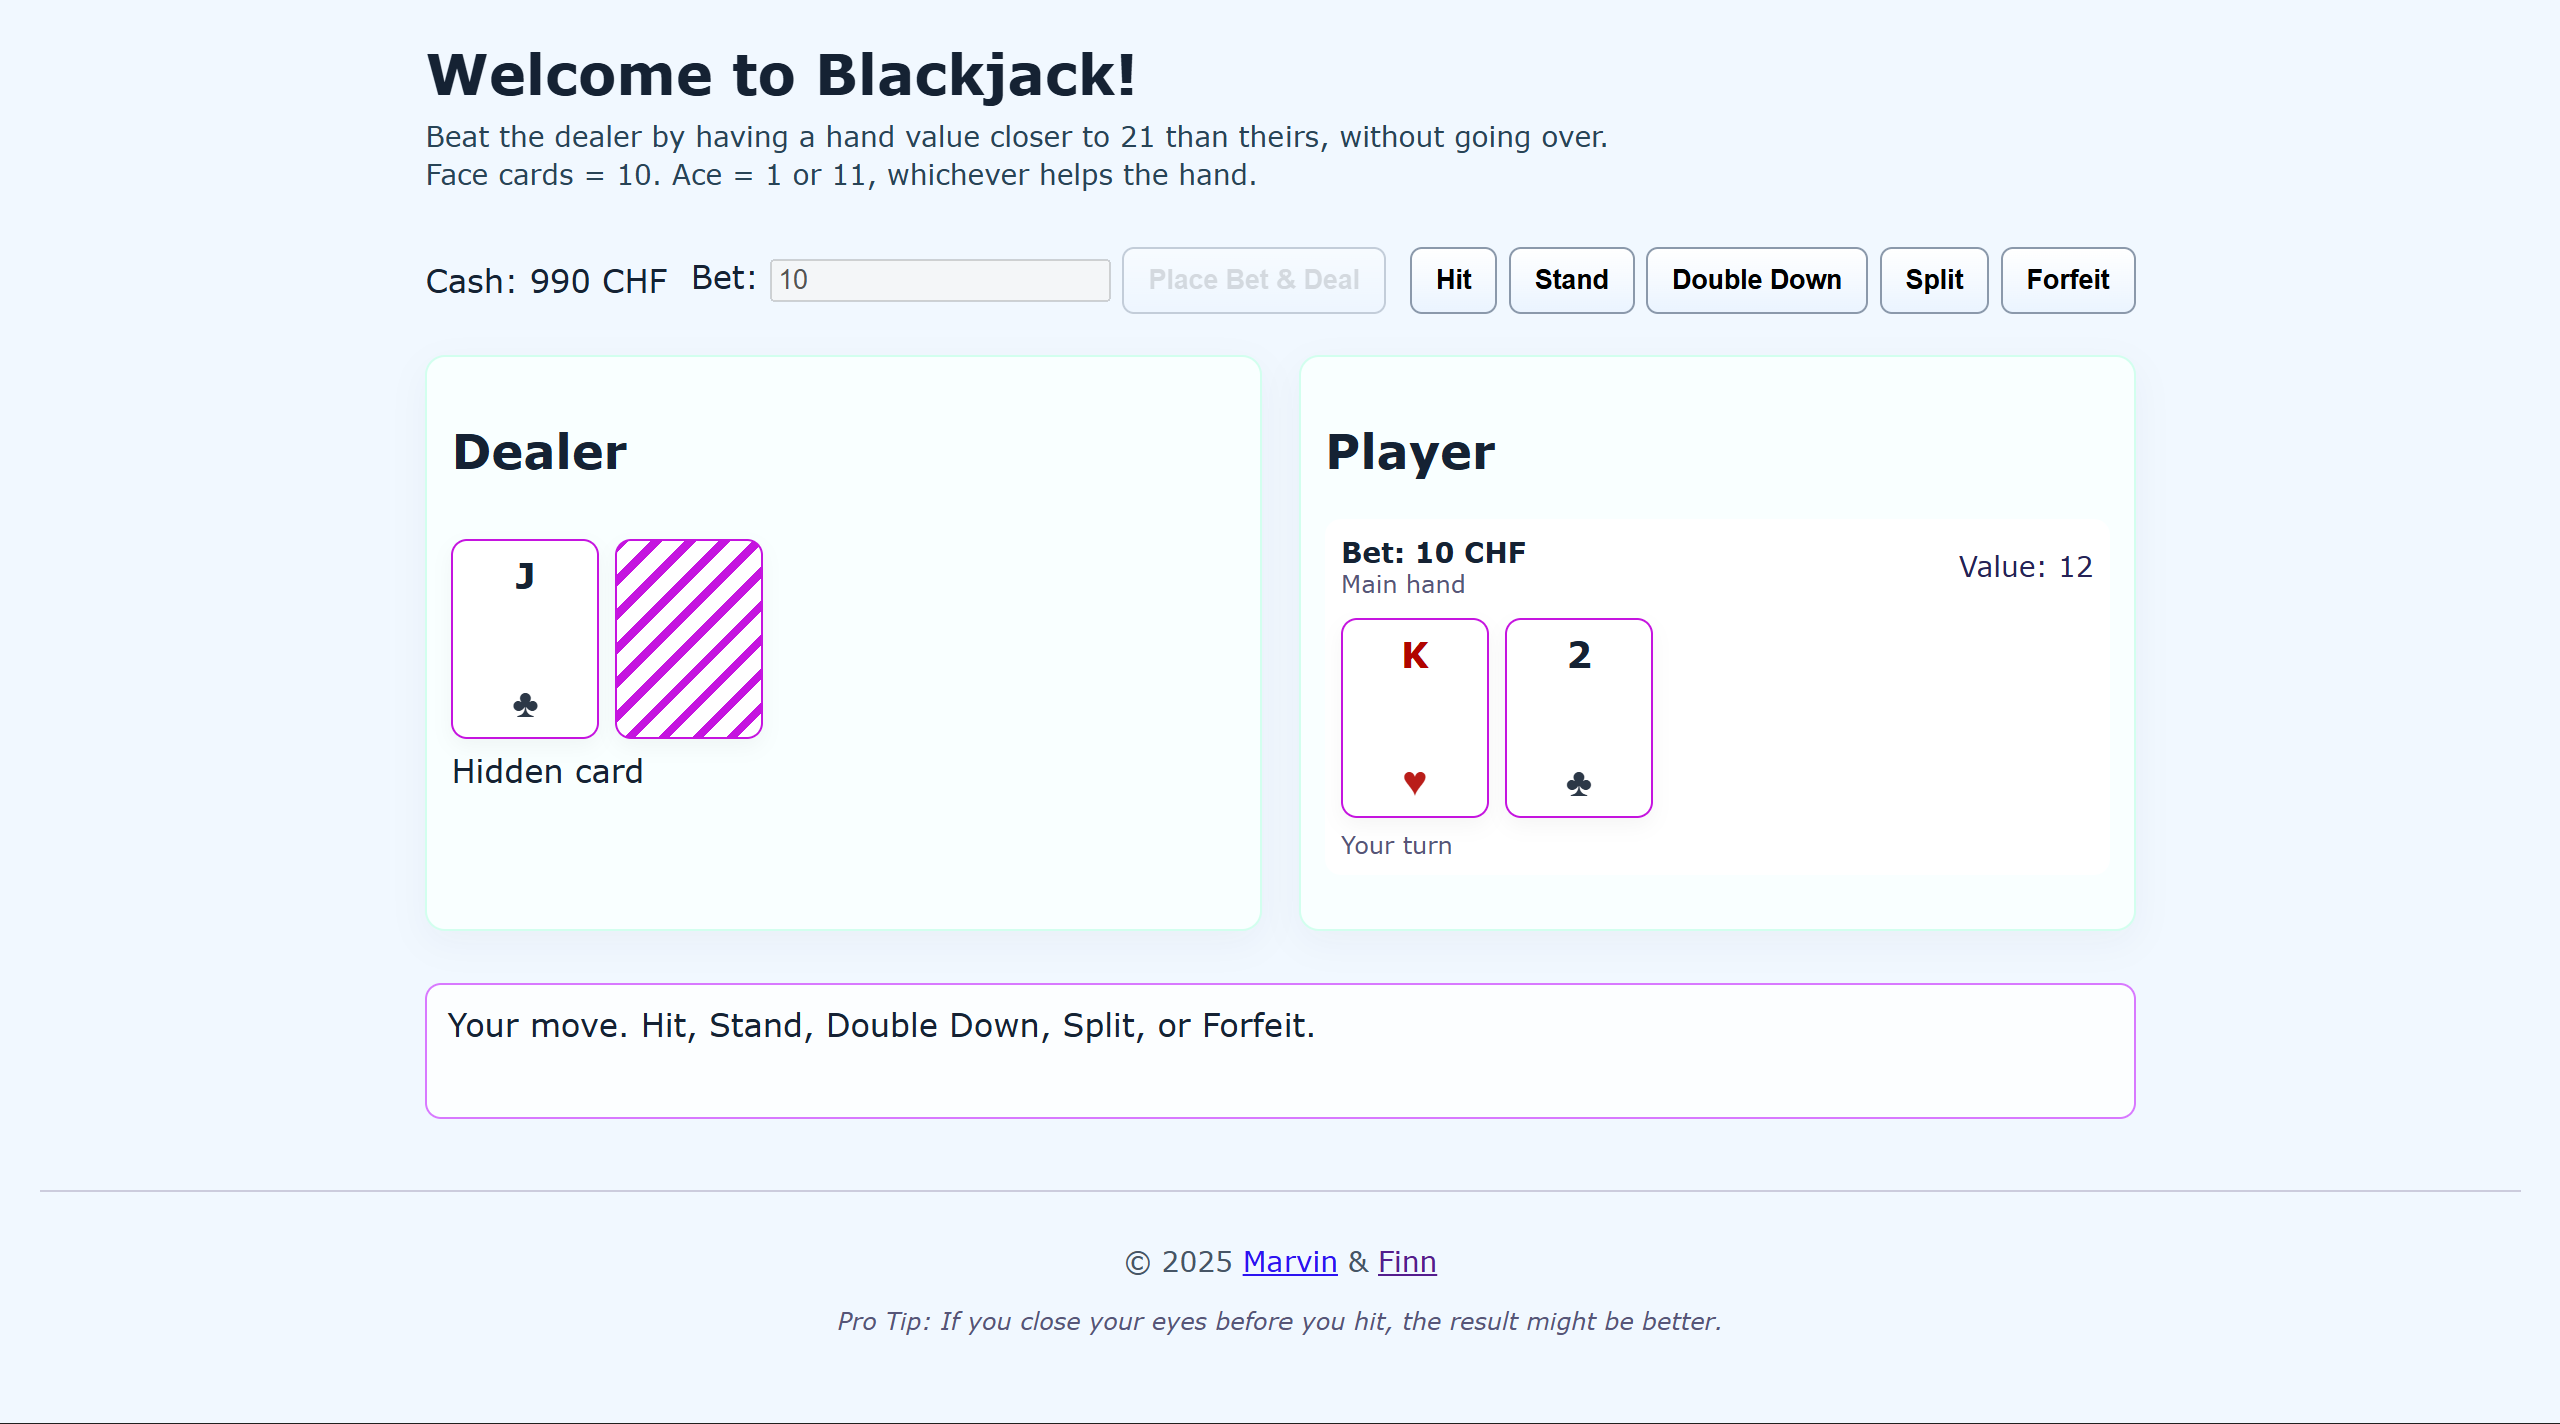 Welcome to Blackjack!
Beat the dealer by having a hand value closer to 21 than theirs, without going over.
Face cards = 10. Ace = 1 or 11, whichever helps the hand.
Cash: 990 CHF Bet: 10 Place Bet & Deal Hit Stand Double Down Split Forfeit
Dealer
J
♣
Hidden card
Player
Bet: 10 CHF
Main hand
Value: 12
K 2
♥ ♣
Your turn
Your move. Hit, Stand, Double Down, Split, or Forfeit.
© 2025 Marvin & Finn
Pro Tip: If you close your eyes before you hit, the result might be better.